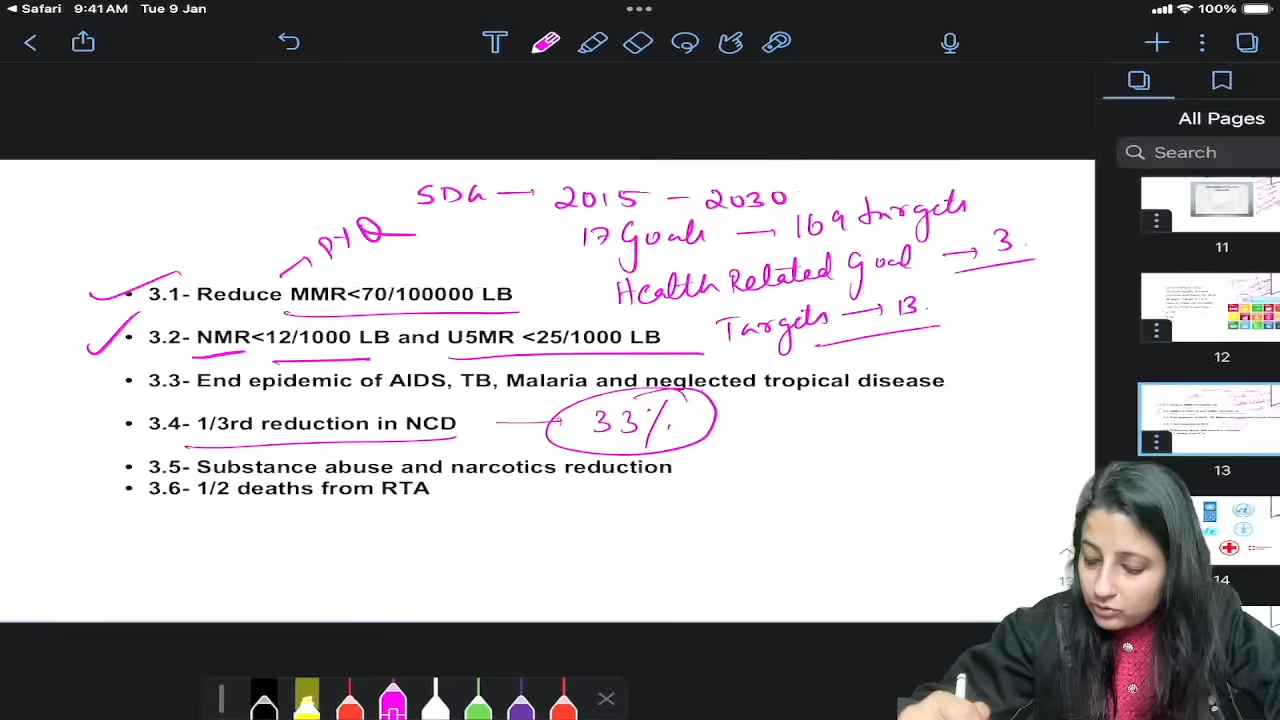 Safari 9:41 AM Tue 9 Jan 100%
All Pages
Search
SDG → 2015 - 2030
17 Goals → 169 targets
Health Related Goal → 3
Targets → 13
PYQ
• 3.1- Reduce MMR<70/100000 LB
• 3.2- NMR<12/1000 LB and U5MR <25/1000 LB
• 3.3- End epidemic of AIDS, TB, Malaria and neglected tropical disease
• 3.4- 1/3rd reduction in NCD 33%
• 3.5- Substance abuse and narcotics reduction
• 3.6- 1/2 deaths from RTA
11
12
13
14